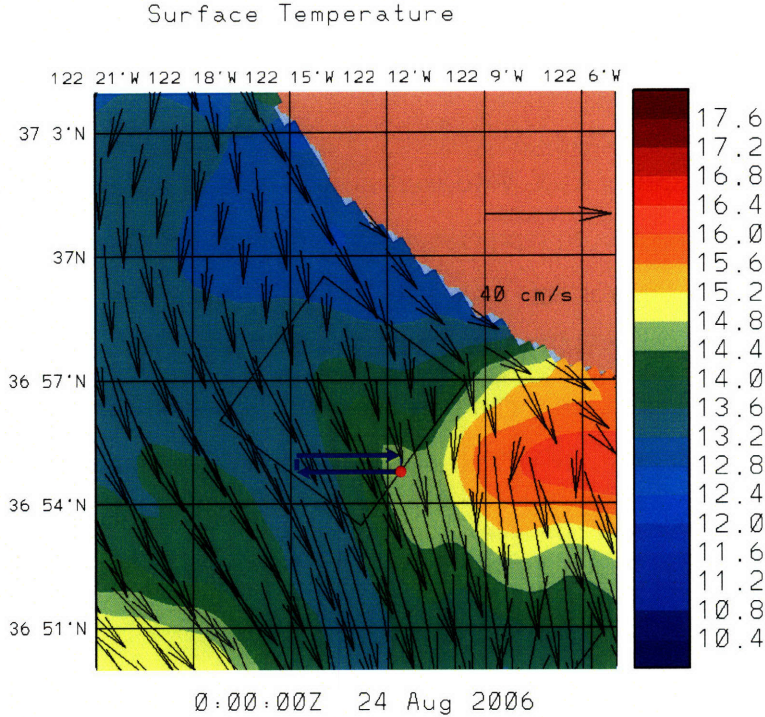 Surface Temperature
122 21'W 122 18'W 122 15'W 122 12'W 122 9'W 122 6'W
37 3'N
37N
36 57'N
36 54'N
36 51'N
40 cm/s
17.6
17.2
16.8
16.4
16.0
15.6
15.2
14.8
14.4
14.0
13.6
13.2
12.8
12.4
12.0
11.6
11.2
10.8
10.4
0:00:00Z 24 Aug 2006